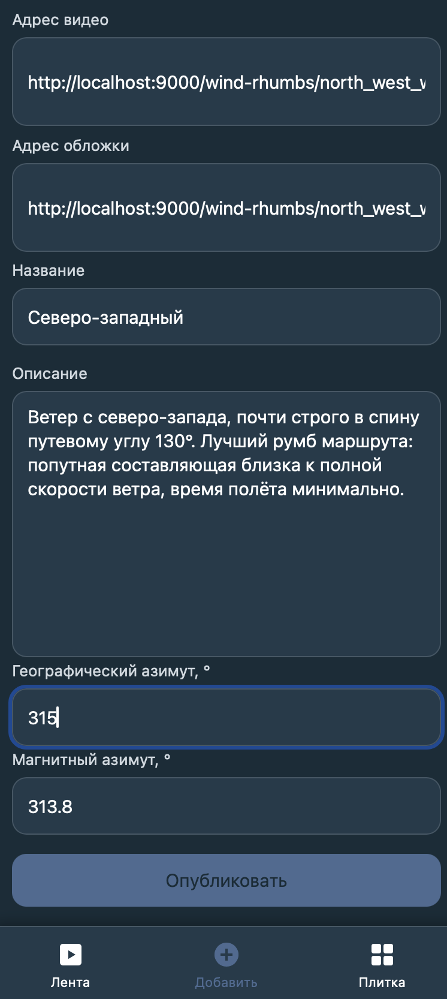 Адрес видео
http://localhost:9000/wind-rhumbs/north_west_w
Адрес обложки
http://localhost:9000/wind-rhumbs/north_west_w
Название
Северо-западный
Описание
Ветер с северо-запада, почти строго в спину
путевому углу 130°. Лучший румб маршрута:
попутная составляющая близка к полной
скорости ветра, время полёта минимально.
Географический азимут, °
315
Магнитный азимут, °
313.8
Опубликовать
Лента
Добавить
Плитка